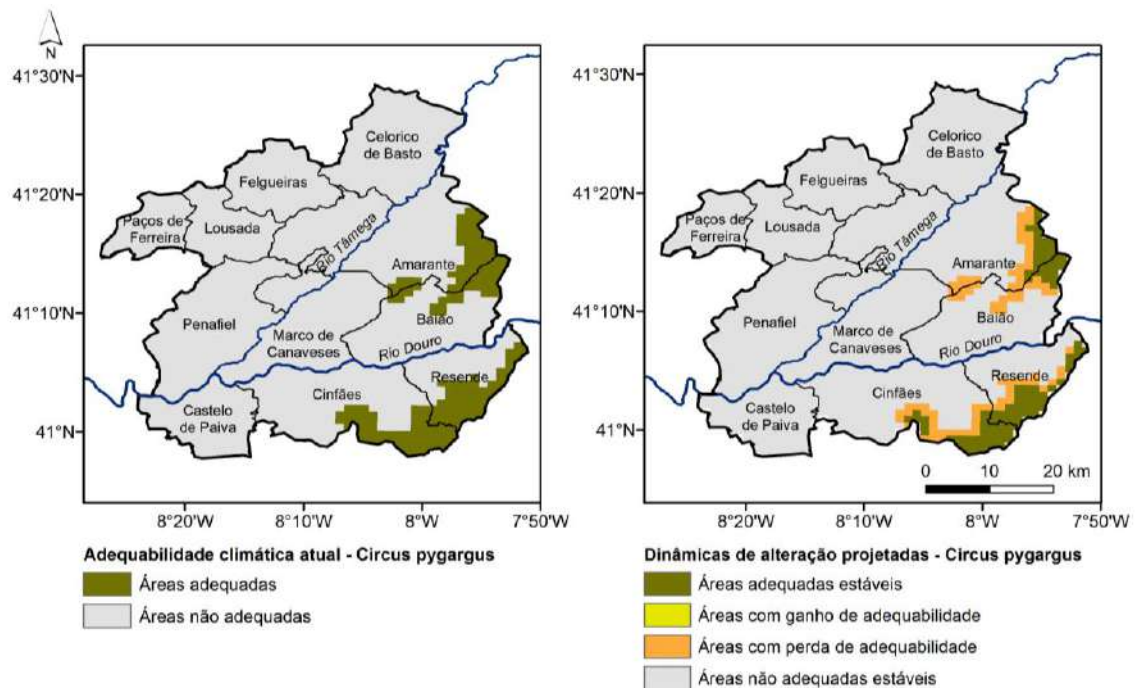 N
41°30'N
41°20'N
41°10'N
41°N
8°20'W
8°10'W
8°W
7°50'W
Celorico
de Basto
Felgueiras
Paços de
Ferreira
Lousada
Rio Tâmega
Amarante
Penafiel
Baião
Marco de
Canaveses
Rio Douro
Resende
Cinfães
Castelo
de Paiva
Adequabilidade climática atual - Circus pygargus
Áreas adequadas
Áreas não adequadas
41°30'N
41°20'N
41°10'N
41°N
8°20'W
8°10'W
8°W
7°50'W
Celorico
de Basto
Felgueiras
Paços de
Ferreira
Lousada
Rio Tâmega
Amarante
Penafiel
Baião
Marco de
Canaveses
Rio Douro
Resende
Cinfães
Castelo
de Paiva
0 10 20 km
Dinâmicas de alteração projetadas - Circus pygargus
Áreas adequadas estáveis
Áreas com ganho de adequabilidade
Áreas com perda de adequabilidade
Áreas não adequadas estáveis